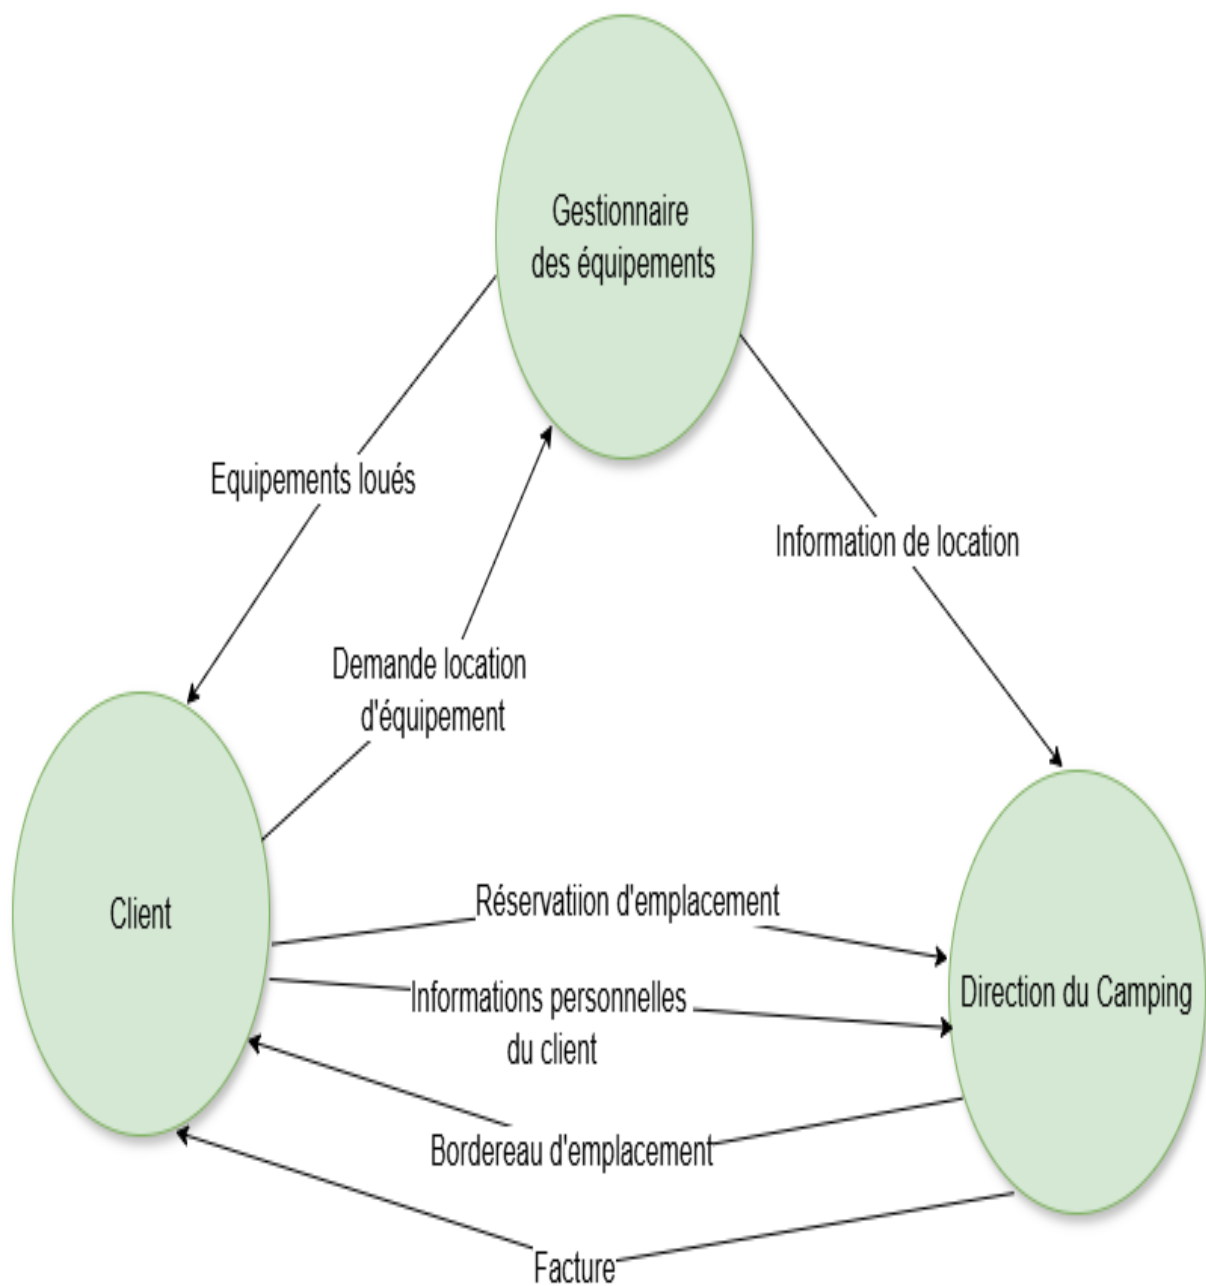 Gestionnaire
des équipements
Equipements loués
Information de location
Demande location
d'équipement
Client
Réservatiion d'emplacement
Direction du Camping
Informations personnelles
du client
Bordereau d'emplacement
Facture